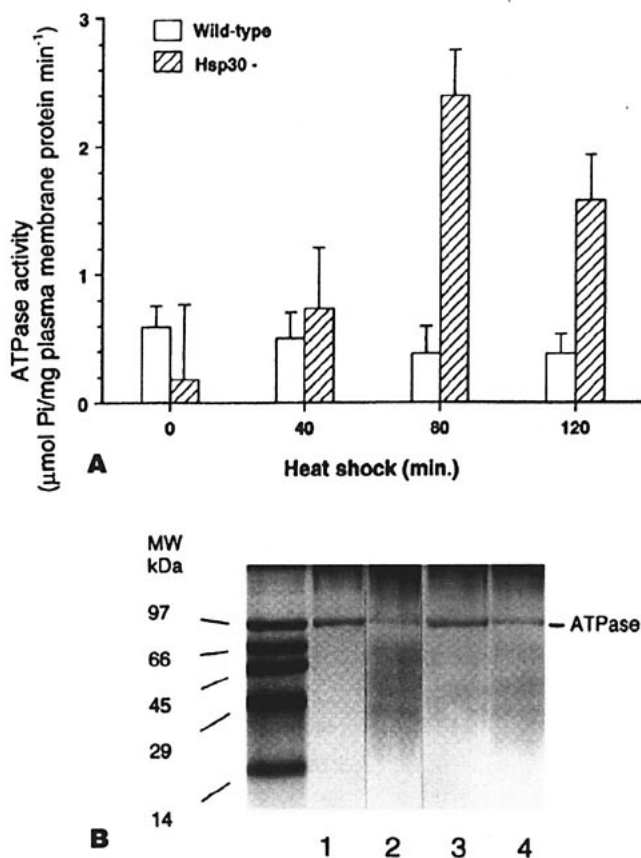 3
Wild-type
Hsp30 -
2
1
0
ATPase activity
(μmol Pi/mg plasma membrane protein min⁻¹)
0 40 80 120
A Heat shock (min.)
MW
kDa
97
ATPase
66
45
29
14
B 1 2 3 4